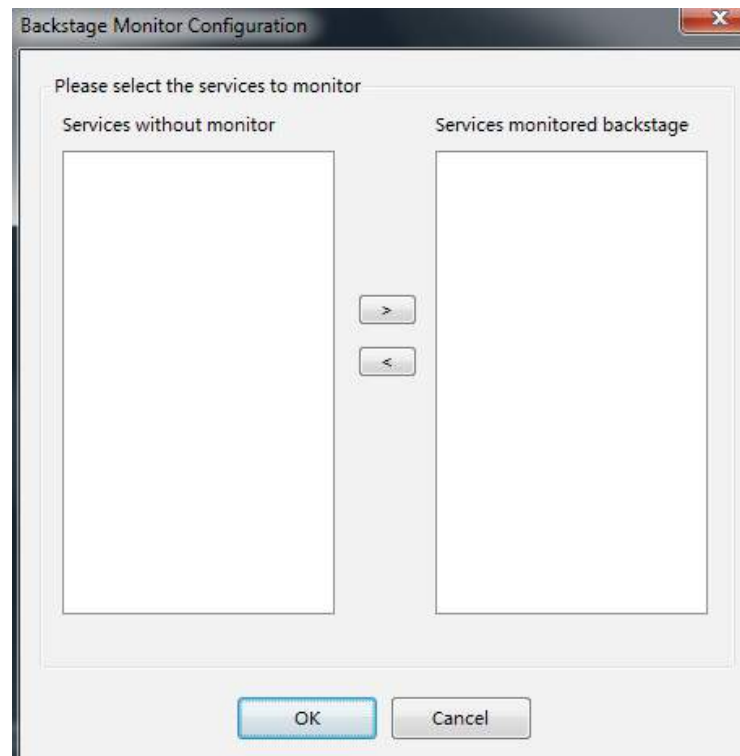 Backstage Monitor Configuration
X
Please select the services to monitor
Services without monitor
Services monitored backstage
>
<
OK
Cancel